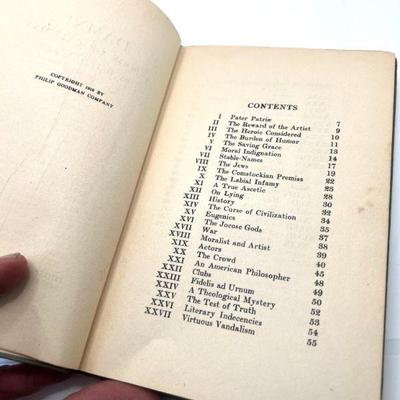 COPYRIGHT 1918 BY
PHILIP GOODMAN COMPANY
CONTENTS
I Pater Patriæ 7
II The Reward of the Artist 9
III The Heroic Considered 10
IV The Burden of Humor 11
V The Saving Grace 13
VI Moral Indignation 14
VII Stable-Names 17
VIII The Jews 19
IX The Comstockian Premiss 22
X The Labial Infamy 23
XI A True Ascetic 28
XII On Lying 30
XIII History 32
XIV The Curse of Civilization 34
XV Eugenics 35
XVI The Jocose Gods 37
XVII War 38
XVIII Moralist and Artist 39
XIX Actors 40
XX The Crowd 45
XXI An American Philosopher 48
XXII Clubs 49
XXIII Fidelis ad Urnum 50
XXIV A Theological Mystery 52
XXV The Test of Truth 53
XXVI Literary Indecencies 54
XXVII Virtuous Vandalism 55